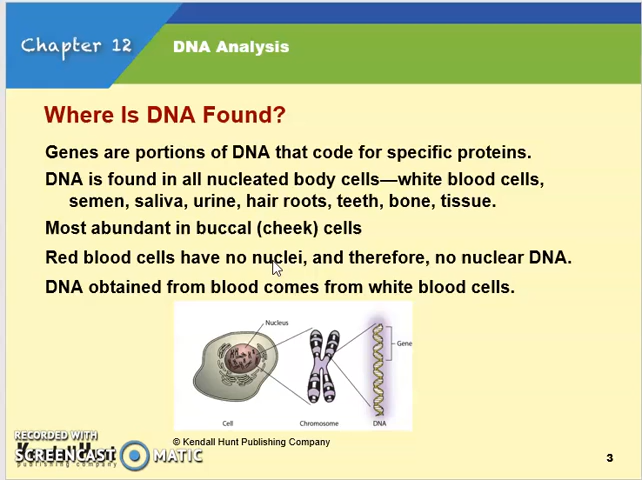 Chapter 12
DNA Analysis
Where Is DNA Found?
Genes are portions of DNA that code for specific proteins.
DNA is found in all nucleated body cells—white blood cells,
semen, saliva, urine, hair roots, teeth, bone, tissue.
Most abundant in buccal (cheek) cells
Red blood cells have no nuclei, and therefore, no nuclear DNA.
DNA obtained from blood comes from white blood cells.
Nucleus
Gene
Cell
Chromosome
DNA
© Kendall Hunt Publishing Company
RECORDED WITH
Kendall Hunt
publishing company
SCREENCAST MATIC
3